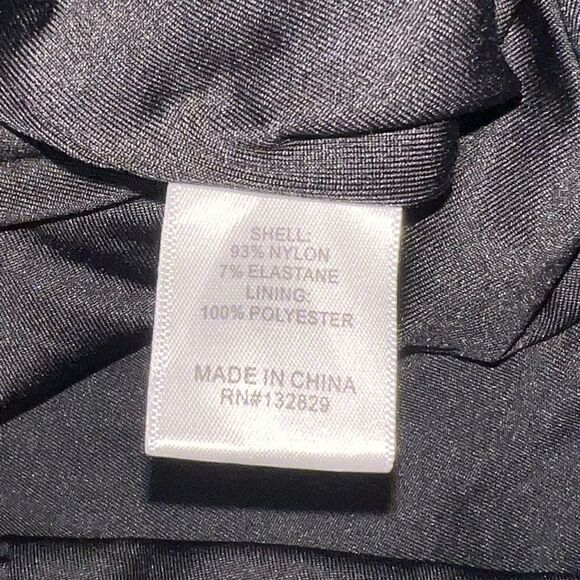 SHELL:
93% NYLON
7% ELASTANE
LINING:
100% POLYESTER
MADE IN CHINA
RN#132829